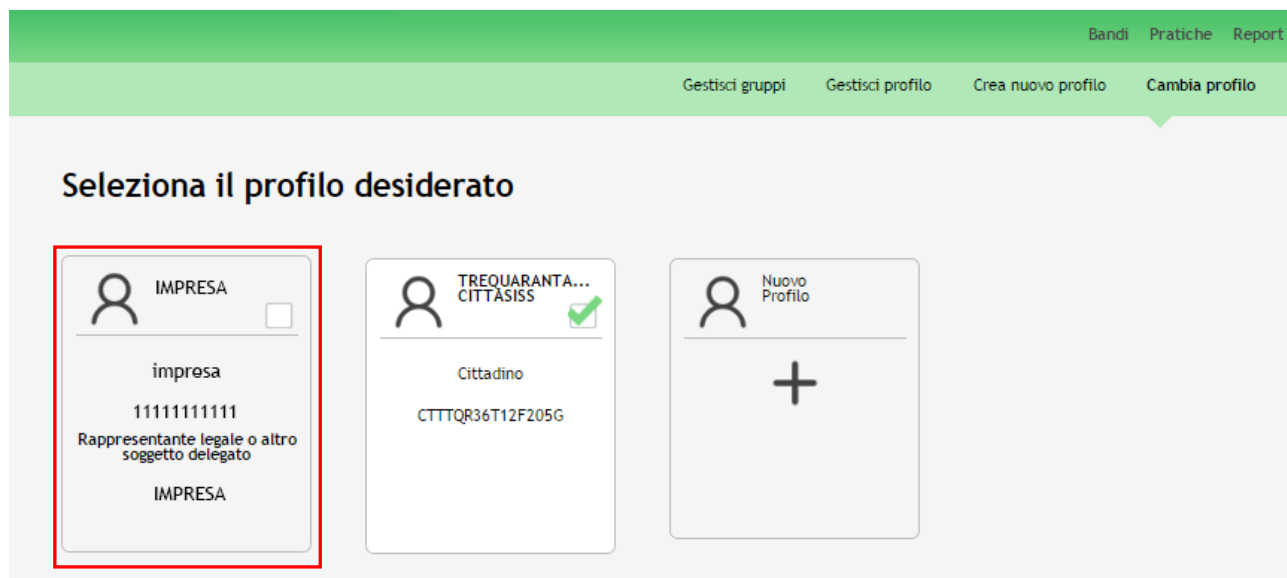 Bandi Pratiche Report
Gestisci gruppi Gestisci profilo Crea nuovo profilo Cambia profilo
Seleziona il profilo desiderato
IMPRESA
impresa
11111111111
Rappresentante legale o altro
soggetto delegato
IMPRESA
TREQUARANTA...
CITTASISS
Cittadino
CTTTQR36T12F205G
Nuovo
Profilo